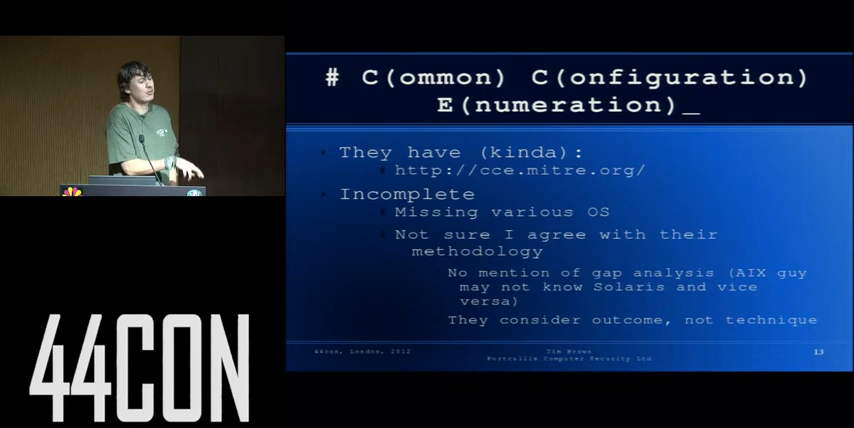 # C(ommon) C(onfiguration)
E(numeration)_
They have (kinda):
http://cce.mitre.org/
Incomplete
Missing various OS
Not sure I agree with their
methodology
No mention of gap analysis (AIX guy
may not know Solaris and vice
versa)
They consider outcome, not technique
44con, London, 2012
Tim Brown
Portcullis Computer Security Ltd
13
44CON